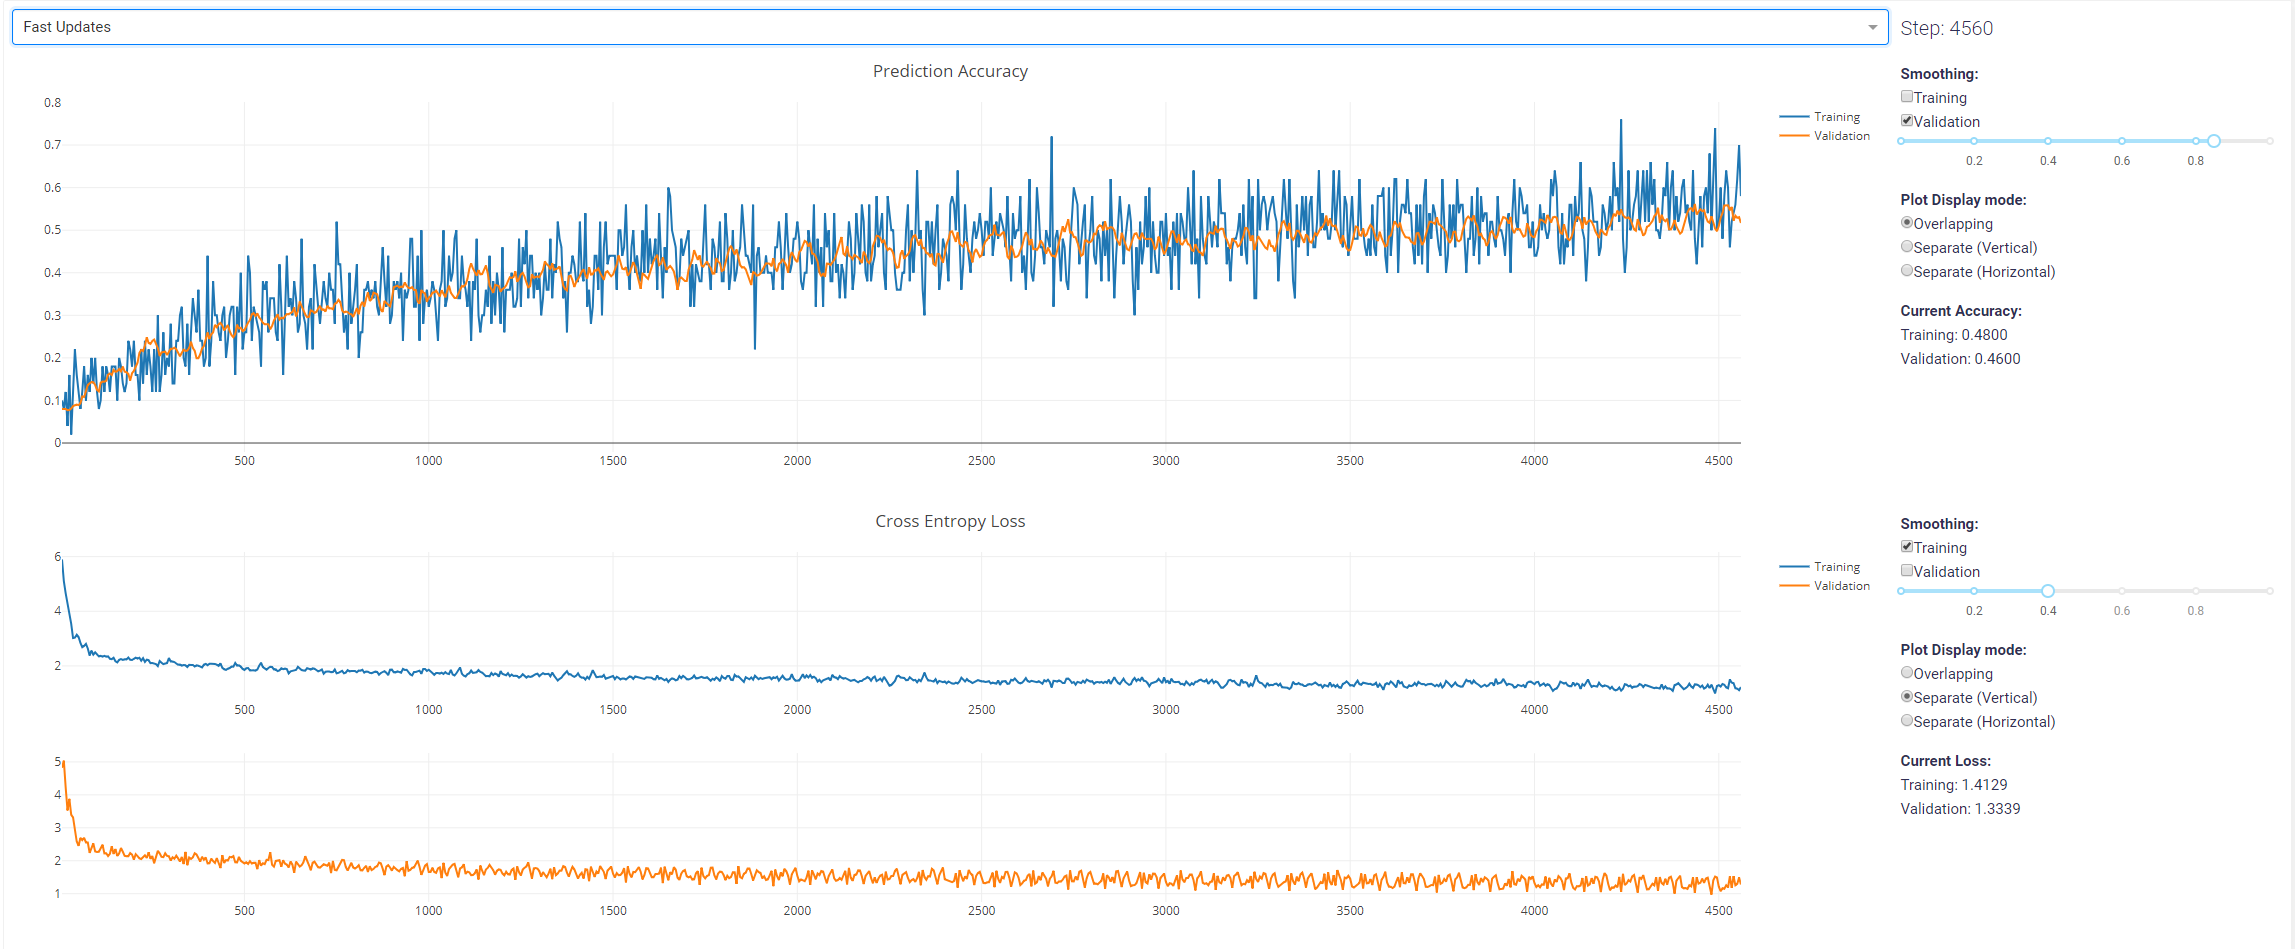 Fast Updates
Step: 4560
Prediction Accuracy
0.8
0.7
0.6
0.5
0.4
0.3
0.2
0.1
0
500 1000 1500 2000 2500 3000 3500 4000 4500
Training
Validation
Smoothing:
Training
Validation
0.2 0.4 0.6 0.8
Plot Display mode:
Overlapping
Separate (Vertical)
Separate (Horizontal)
Current Accuracy:
Training: 0.4800
Validation: 0.4600
Cross Entropy Loss
6
4
2
500 1000 1500 2000 2500 3000 3500 4000 4500
5
4
3
2
1
500 1000 1500 2000 2500 3000 3500 4000 4500
Training
Validation
Smoothing:
Training
Validation
0.2 0.4 0.6 0.8
Plot Display mode:
Overlapping
Separate (Vertical)
Separate (Horizontal)
Current Loss:
Training: 1.4129
Validation: 1.3339